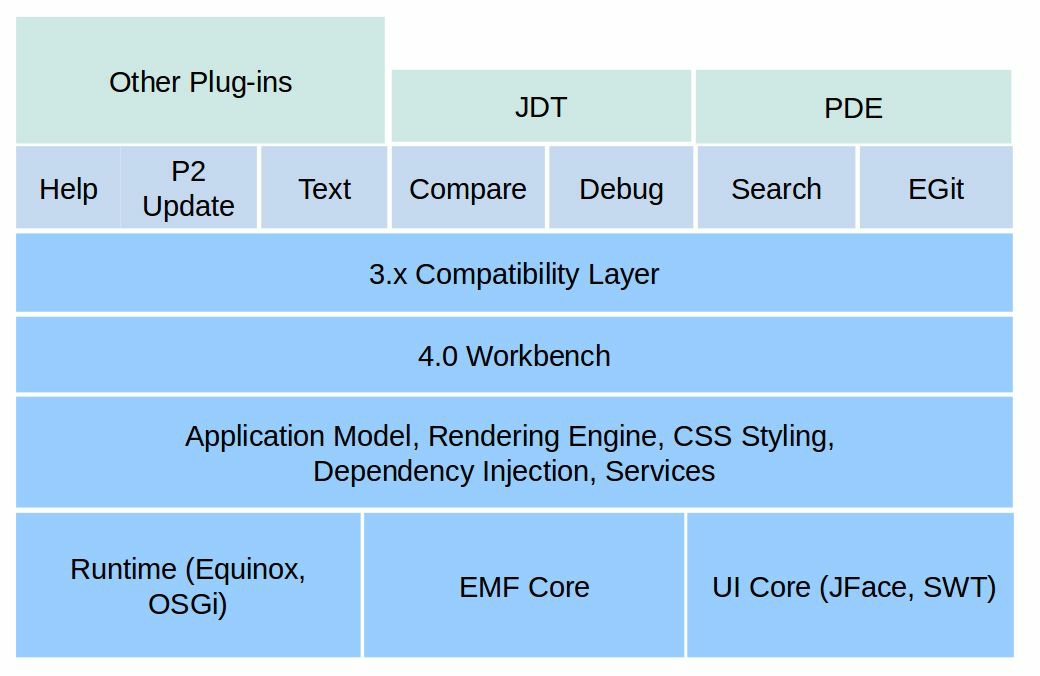 Other Plug-ins
JDT
PDE
Help
P2
Update
Text
Compare
Debug
Search
EGit
3.x Compatibility Layer
4.0 Workbench
Application Model, Rendering Engine, CSS Styling,
Dependency Injection, Services
Runtime (Equinox,
OSGi)
EMF Core
UI Core (JFace, SWT)